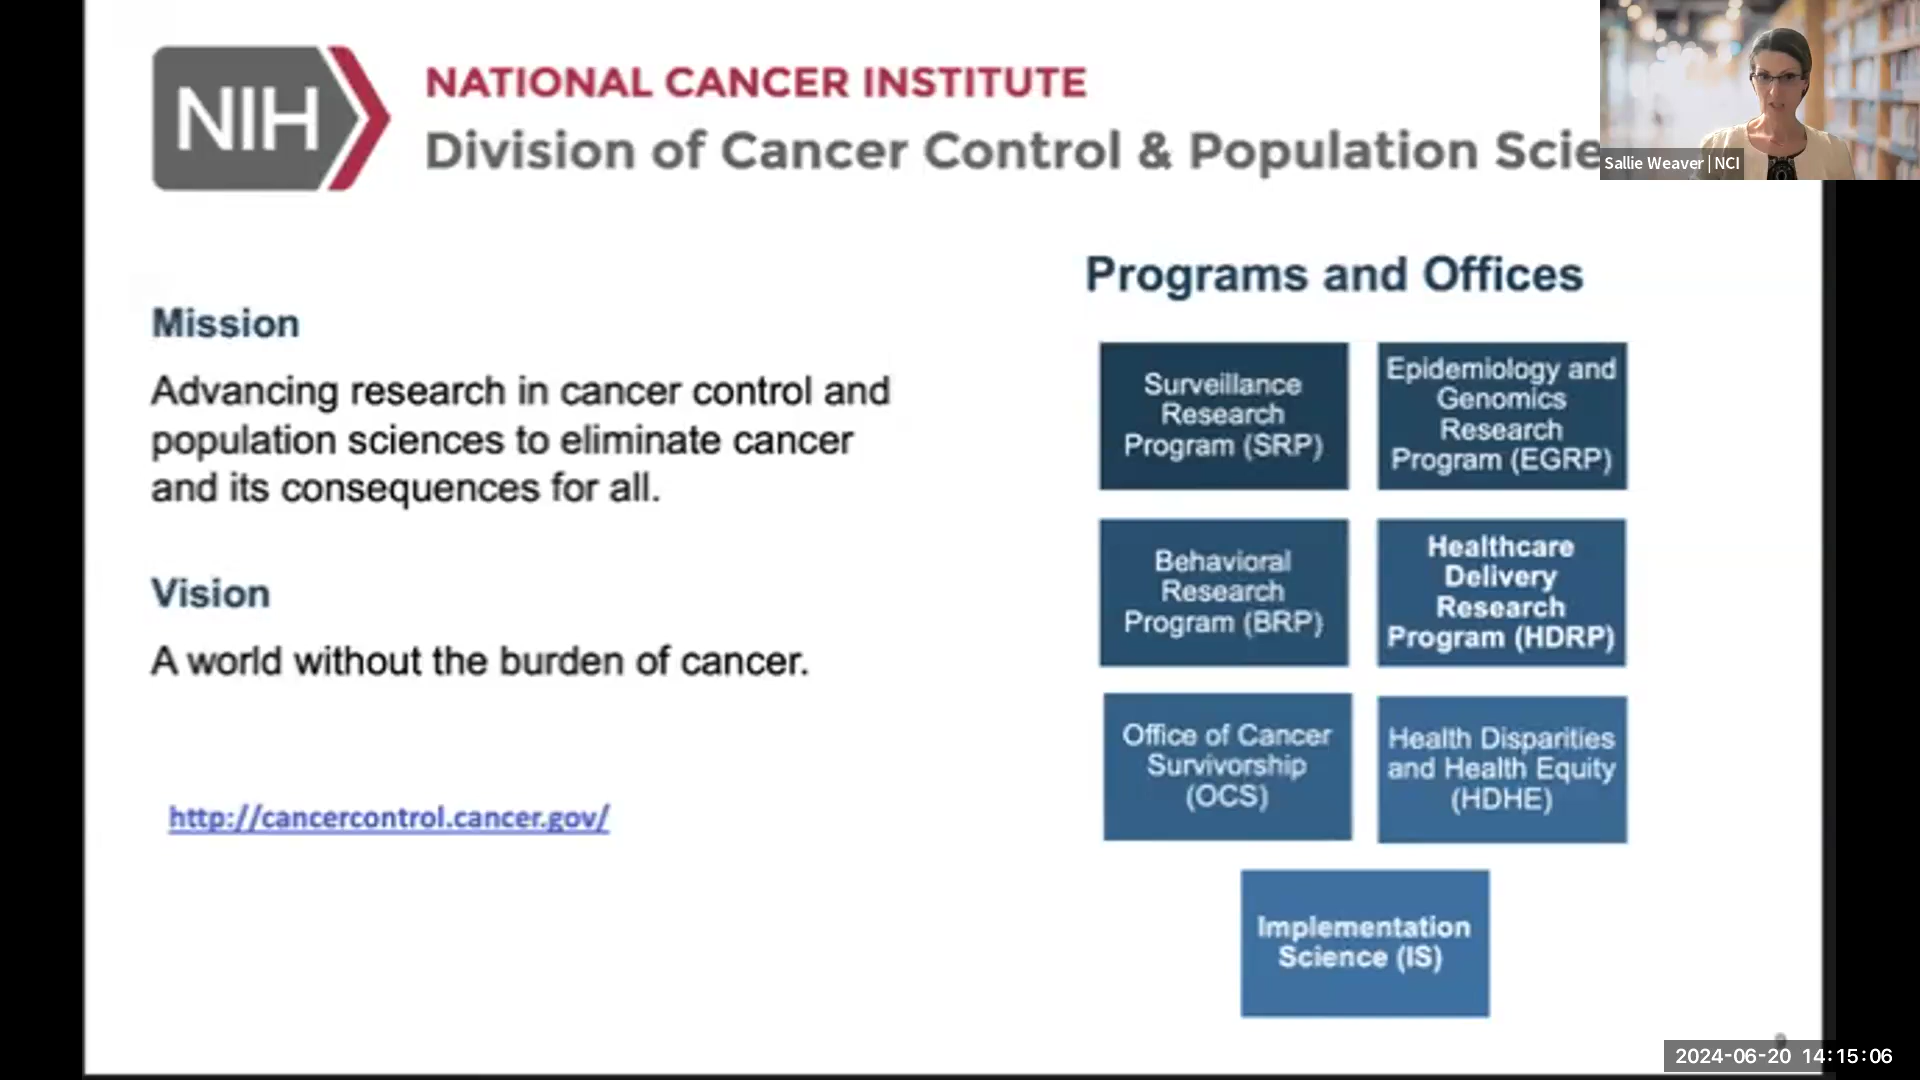 NIH
NATIONAL CANCER INSTITUTE
Division of Cancer Control & Population Scie
Sallie Weaver | NCI
Mission
Advancing research in cancer control and
population sciences to eliminate cancer
and its consequences for all.
Vision
A world without the burden of cancer.
http://cancercontrol.cancer.gov/
Programs and Offices
Surveillance
Research
Program (SRP)
Epidemiology and
Genomics
Research
Program (EGRP)
Behavioral
Research
Program (BRP)
Healthcare
Delivery
Research
Program (HDRP)
Office of Cancer
Survivorship
(OCS)
Health Disparities
and Health Equity
(HDHE)
Implementation
Science (IS)
2024-06-20 14:15:06